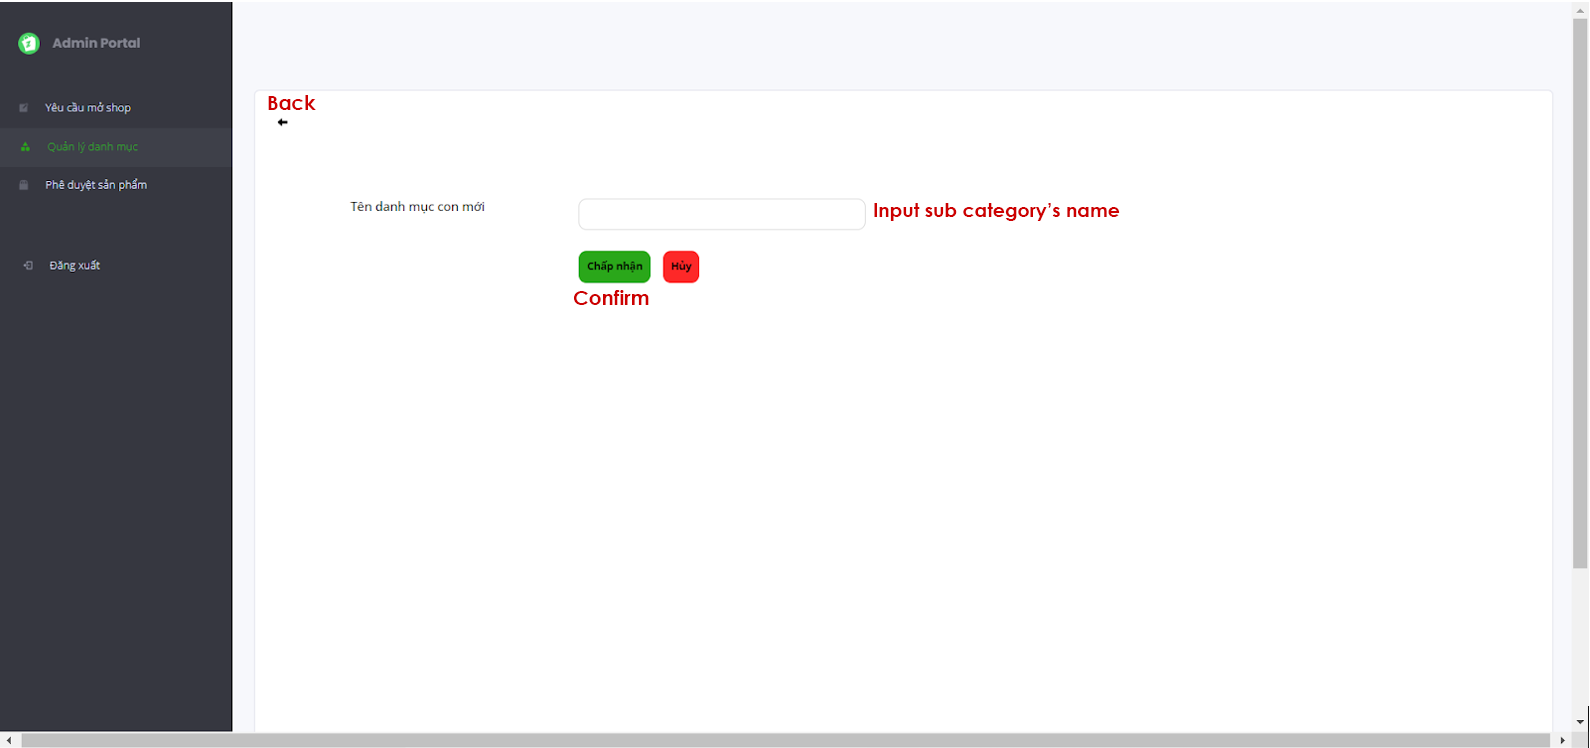 Admin Portal
Yêu cầu mở shop
Quản lý danh mục
Phê duyệt sản phẩm
Đăng xuất
Back
Tên danh mục con mới
Input sub category’s name
Chấp nhận Hủy
Confirm